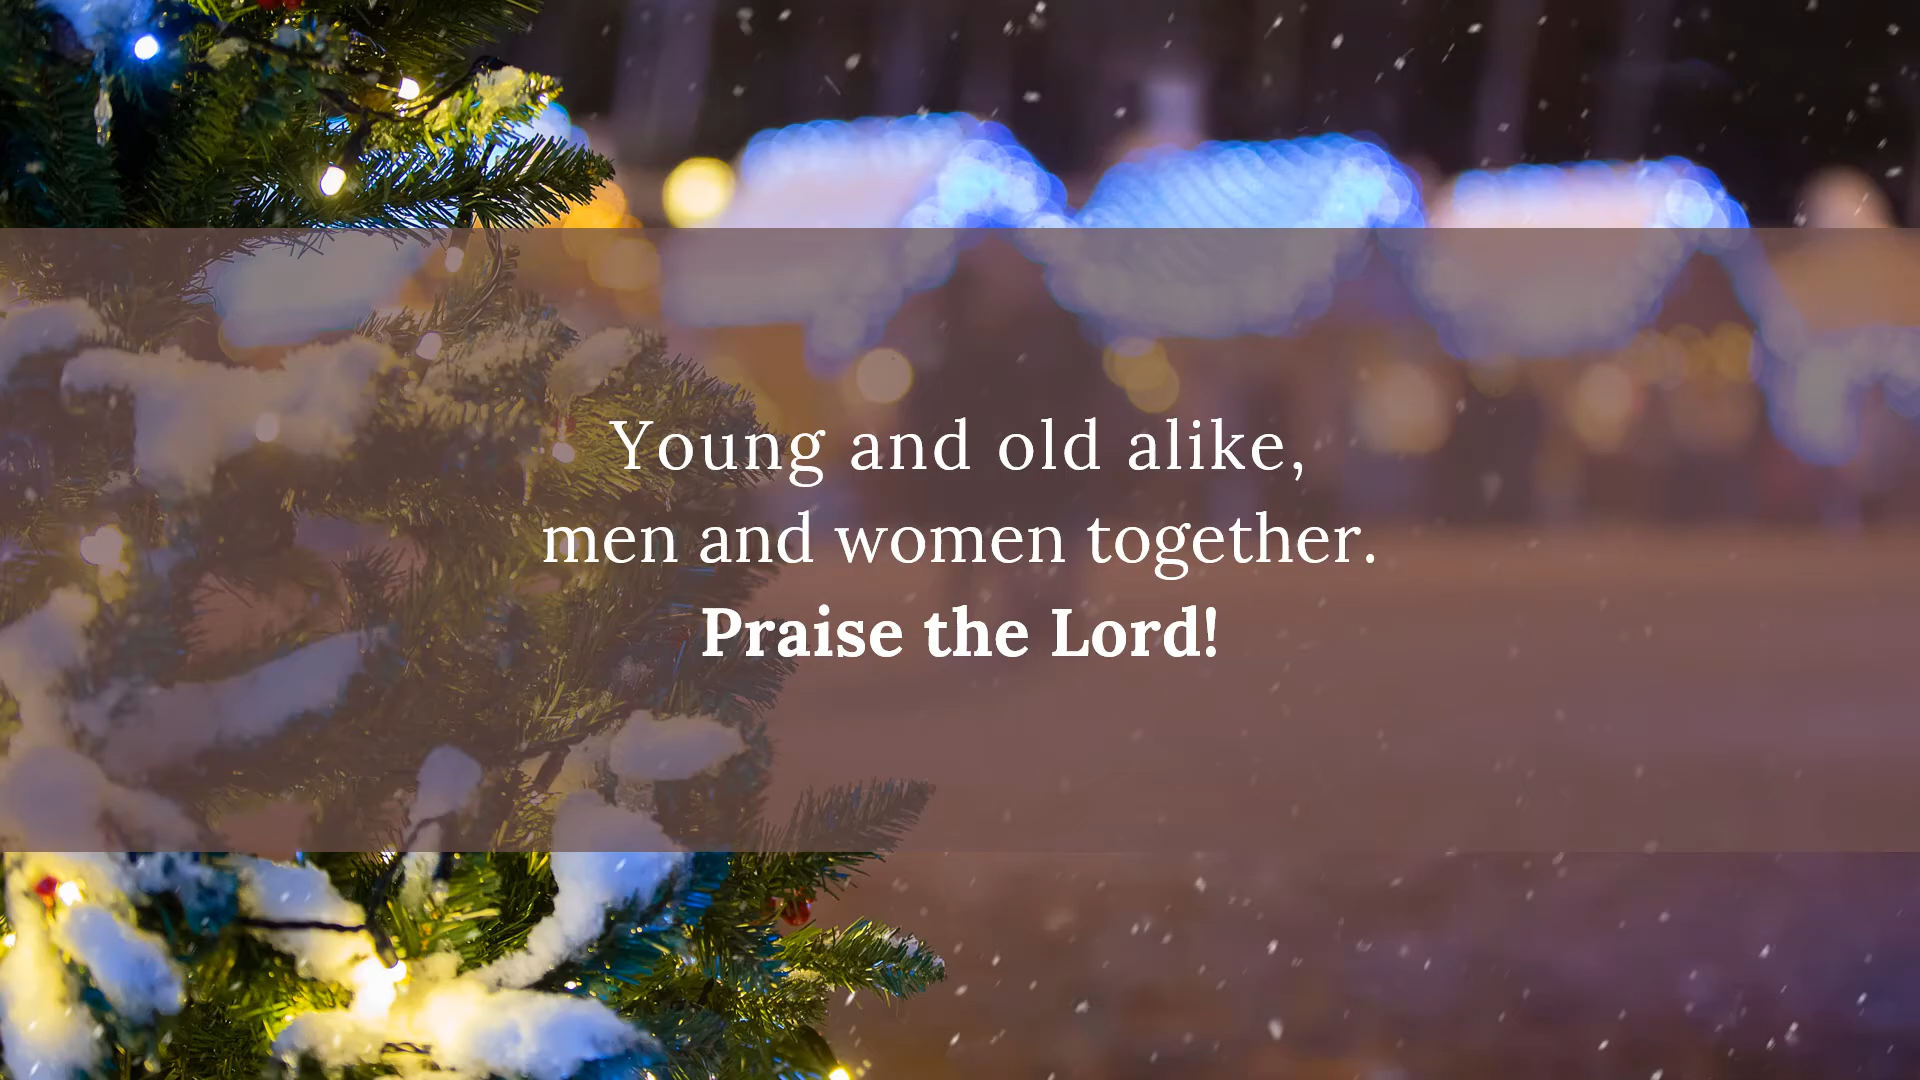 Young and old alike,
men and women together.
Praise the Lord!